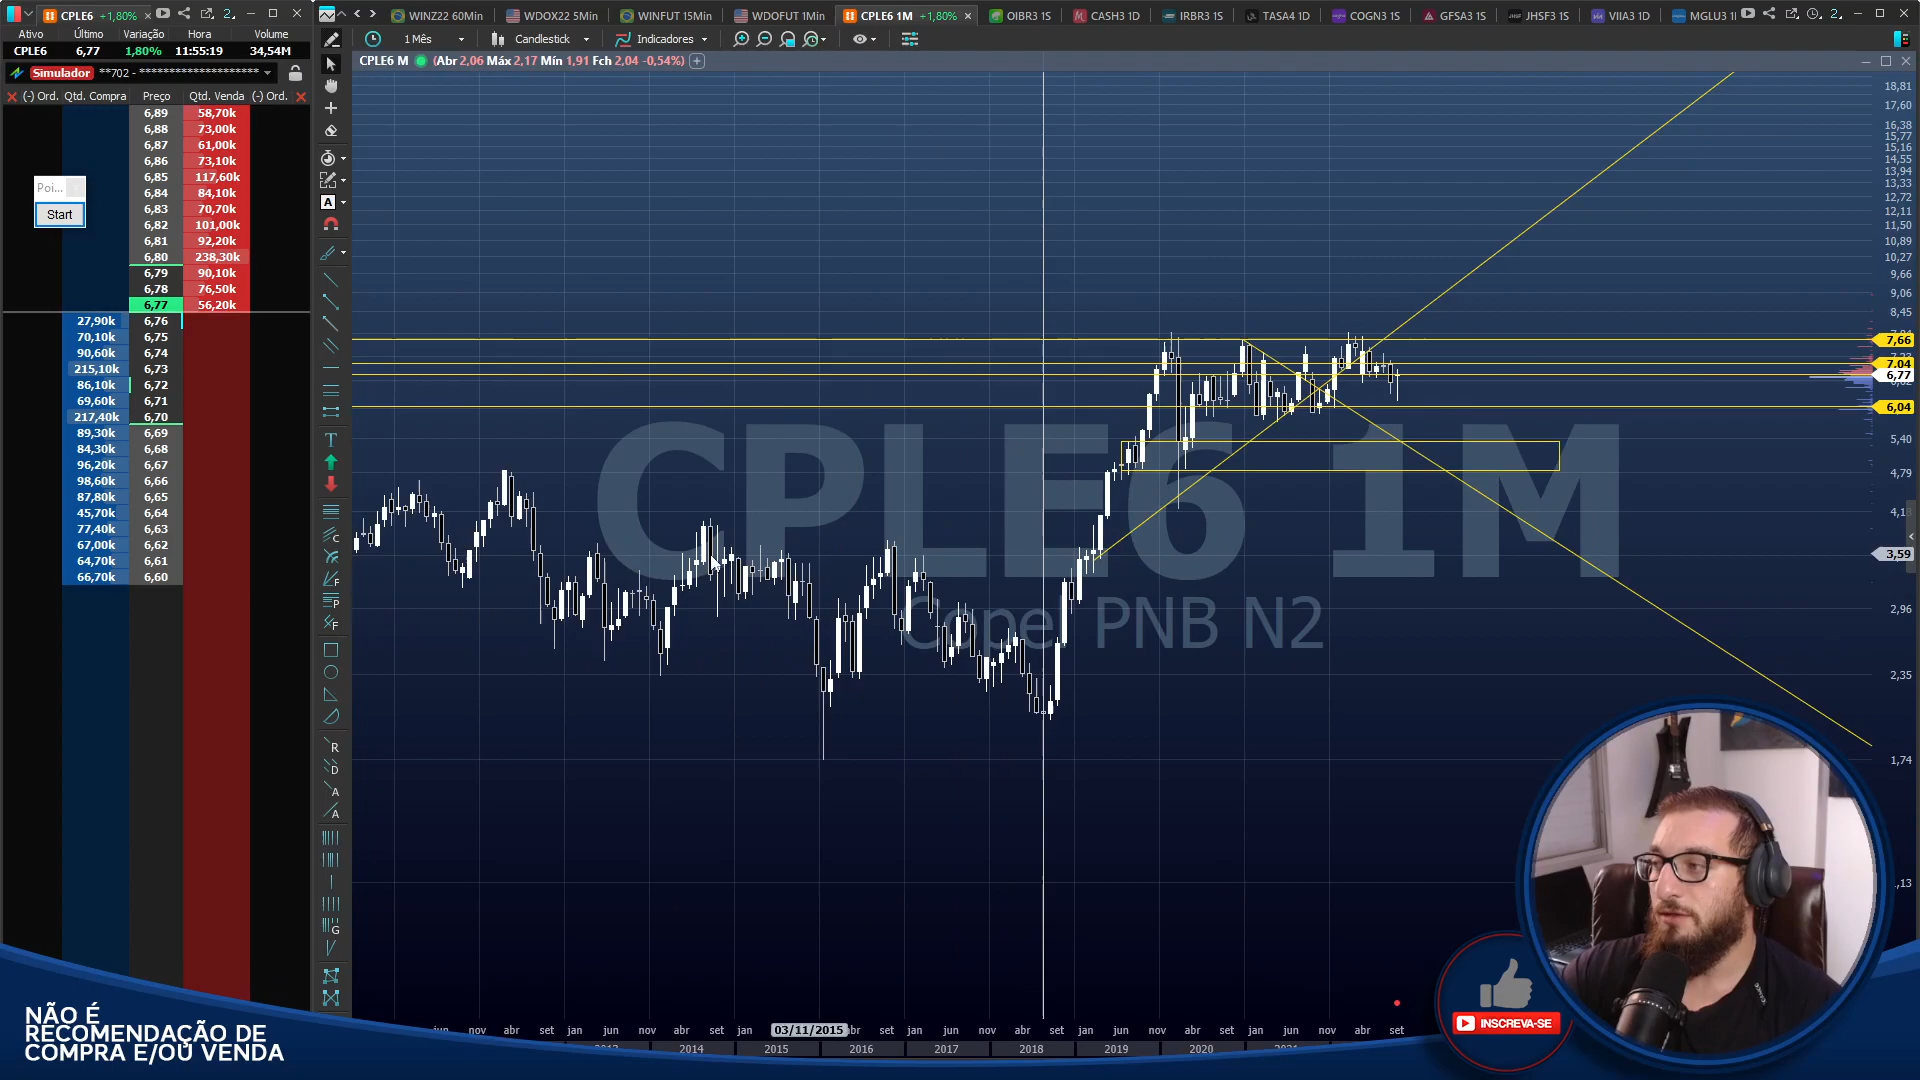 CPLE6 +1,80% ×
2.
WINZ22 60Min
WDOX22 5Min
WINFUT 15Min
WDOFUT 1Min
CPLE6 1M +1,80% ×
OIBR3 1S
CASH3 1D
IRBR3 1S
TASA4 1D
COGN3 1S
GFSA3 1S
JHSF3 1S
VIIA3 1D
MGLU3 1D
2.
Ativo Último Variação Hora Volume
CPLE6 6,77 1,80% 11:55:19 34,54M
Simulador **702 - *********************
(-) Ord. Qtd. Compra Preço Qtd. Venda (-) Ord.
6,89 58,70k
6,88 73,00k
6,87 61,00k
6,86 73,10k
6,85 117,60k
6,84 84,10k
6,83 70,70k
6,82 101,00k
6,81 92,20k
6,80 238,30k
6,79 90,10k
6,78 76,50k
6,77 56,20k
27,90k 6,76
70,10k 6,75
90,60k 6,74
215,10k 6,73
86,10k 6,72
69,60k 6,71
217,40k 6,70
89,30k 6,69
84,30k 6,68
96,20k 6,67
98,60k 6,66
87,80k 6,65
45,70k 6,64
77,40k 6,63
67,00k 6,62
64,70k 6,61
66,70k 6,60
Poi...
Start
1 Mês Candlestick Indicadores
CPLE6 M (Abr 2,06 Máx 2,17 Mín 1,91 Fch 2,04 -0,54%)
CPLE6 1M
Copel PNB N2
18,81
17,60
16,38
15,77
15,16
14,55
13,94
13,33
12,72
12,11
11,50
10,89
10,27
9,66
9,06
8,45
7,66
7,04
6,77
6,04
5,40
4,79
4,18
3,59
2,96
2,35
1,74
jun nov abr set jan jun nov abr set jan 03/11/2015 abr set jan jun nov abr set jan jun nov abr set jan jun nov abr set
2014 2015 2016 2017 2018 2019 2020
NÃO É
RECOMENDAÇÃO DE
COMPRA E/OU VENDA
INSCREVA-SE